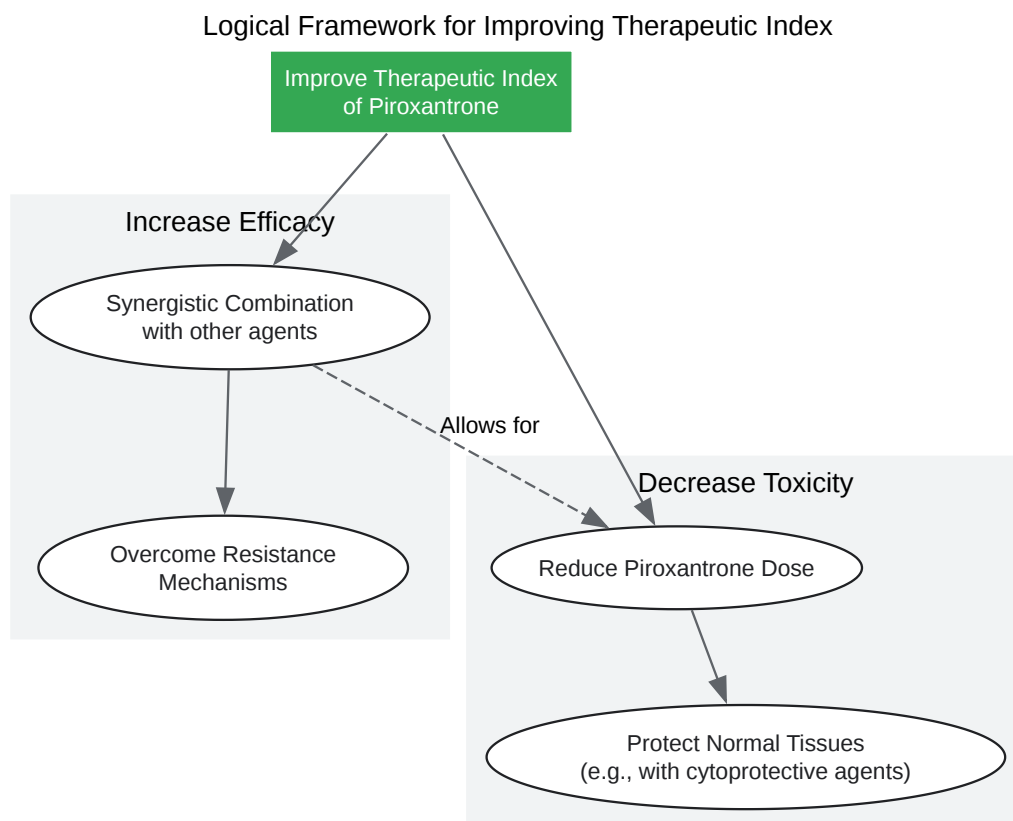 Logical Framework for Improving Therapeutic Index
Improve Therapeutic Index
of Piroxantrone
Increase Efficacy
Synergistic Combination
with other agents
Allows for
Decrease Toxicity
Overcome Resistance
Mechanisms
Reduce Piroxantrone Dose
Protect Normal Tissues
(e.g., with cytoprotective agents)